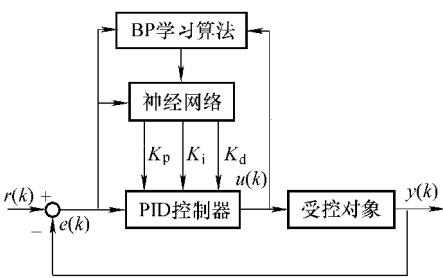 BP学习算法
神经网络
Kp Ki Kd
u(k)
r(k) + y(k)
PID控制器 受控对象
− e(k)